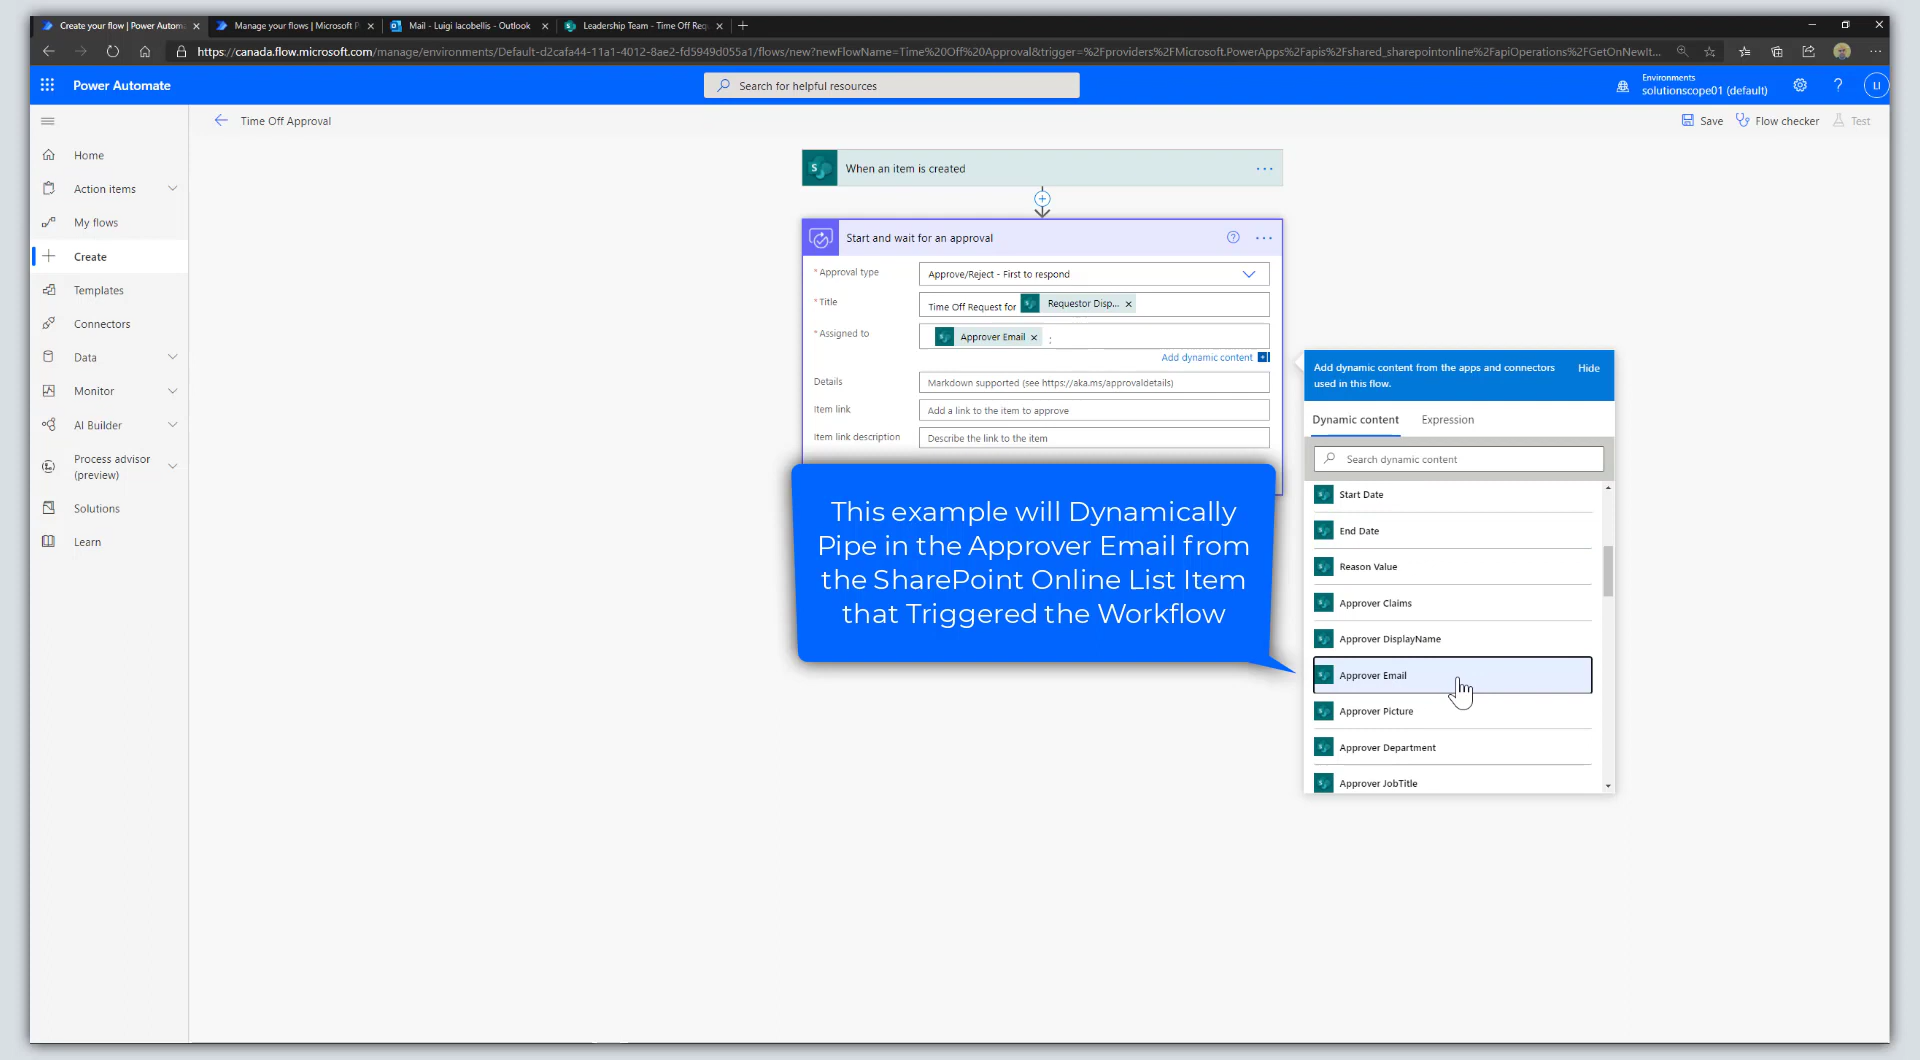 Create your flow | Power Autom
Manage your flows | Microsoft P
Mail - Luigi Iacobellis - Outlook
Leadership Team - Time Off Req
https://canada.flow.microsoft.com/manage/environments/Default-d2cafa44-11a1-4012-8ae2-fd5949d055a1/flows/new?newFlowName=Time%20Off%20Approval&trigger=%2Fproviders%2FMicrosoft.PowerApps%2Fapis%2Fshared_sharepointonline%2FapiOperations%2FGetOnNewIt...
Power Automate
Search for helpful resources
Environments
solutionscope01 (default)
LI
Time Off Approval
Save
Flow checker
Test
Home
Action items
My flows
Create
Templates
Connectors
Data
Monitor
AI Builder
Process advisor
(preview)
Solutions
Learn
When an item is created
Start and wait for an approval
* Approval type
Approve/Reject - First to respond
* Title
Time Off Request for Requestor Disp... ×
* Assigned to
Approver Email × ;
Add dynamic content
Details
Markdown supported (see https://aka.ms/approvaldetails)
Item link
Add a link to the item to approve
Item link description
Describe the link to the item
This example will Dynamically
Pipe in the Approver Email from
the SharePoint Online List Item
that Triggered the Workflow
Add dynamic content from the apps and connectors
used in this flow.
Hide
Dynamic content
Expression
Search dynamic content
Start Date
End Date
Reason Value
Approver Claims
Approver DisplayName
Approver Email
Approver Picture
Approver Department
Approver JobTitle